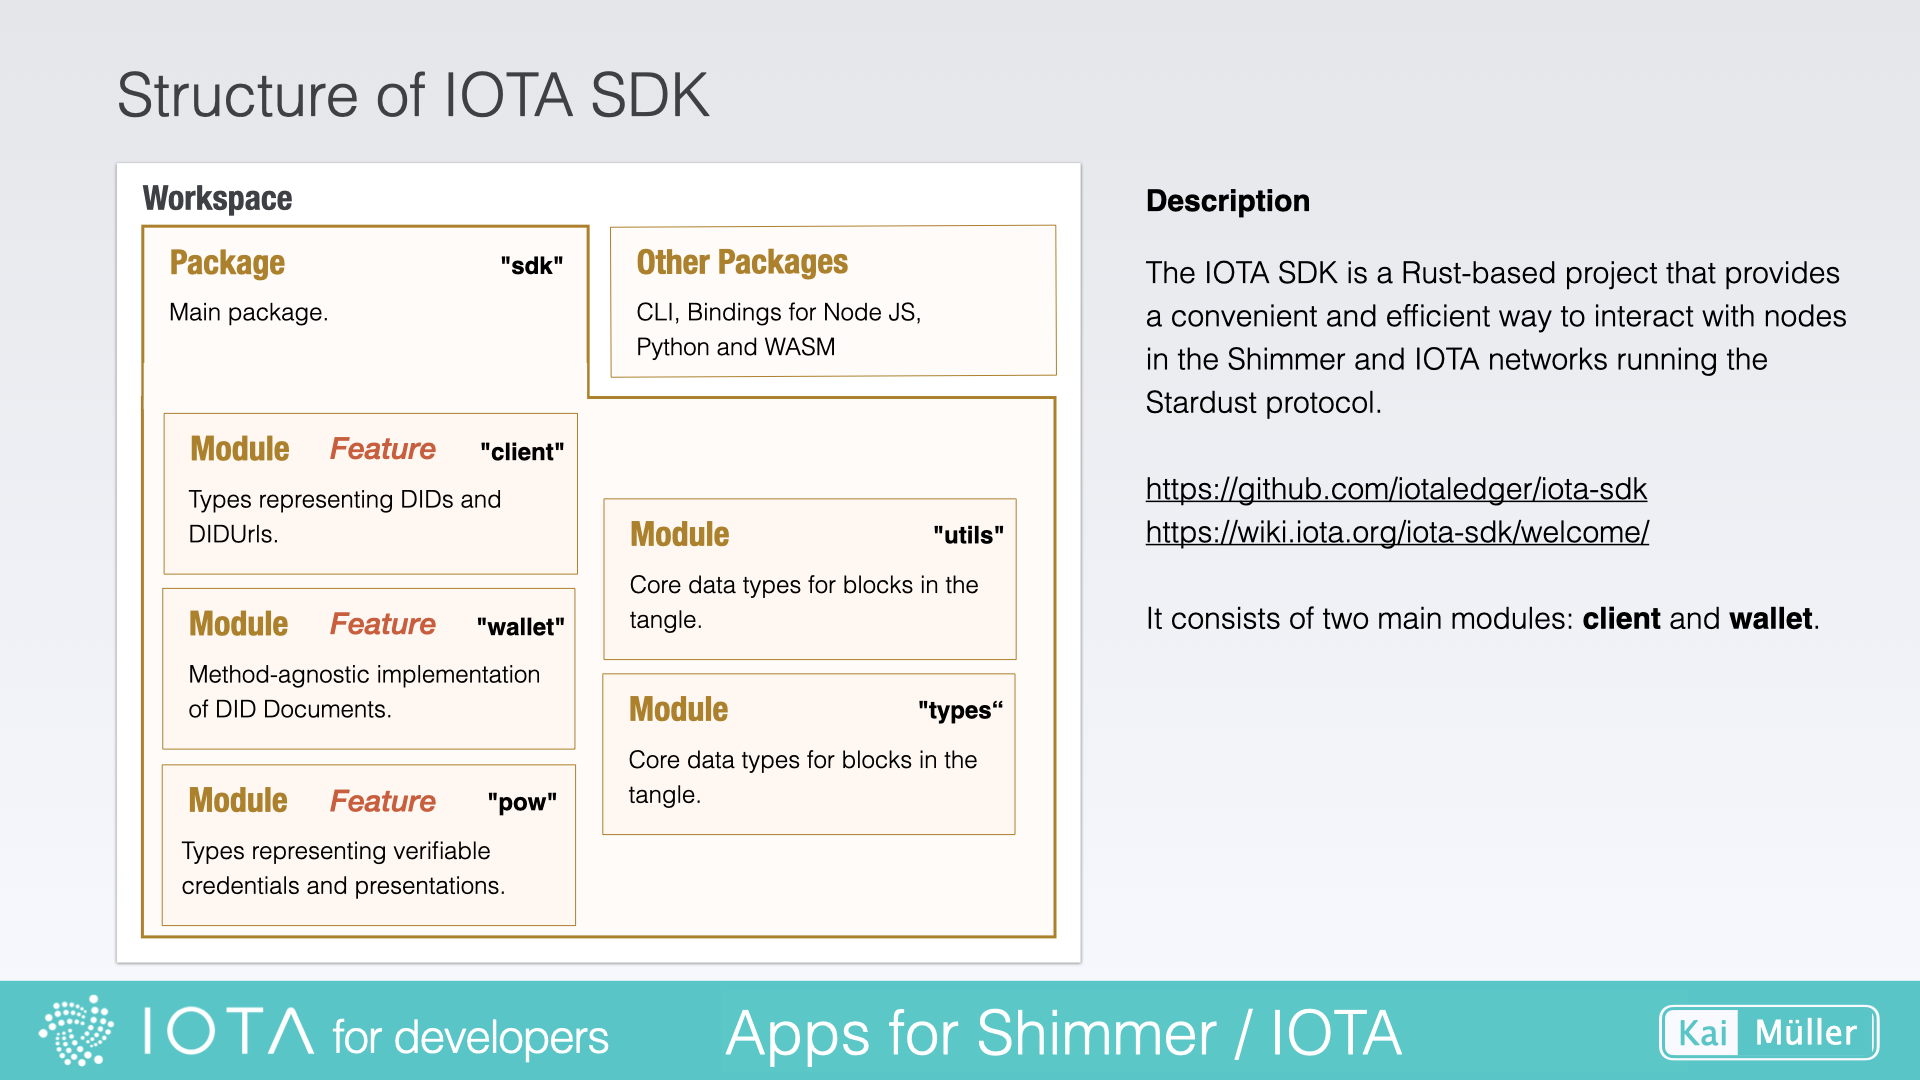 Structure of IOTA SDK
Workspace
Package "sdk"
Main package.
Other Packages
CLI, Bindings for Node JS,
Python and WASM
Module Feature "client"
Types representing DIDs and
DIDUrls.
Module Feature "wallet"
Method-agnostic implementation
of DID Documents.
Module Feature "pow"
Types representing verifiable
credentials and presentations.
Module "utils"
Core data types for blocks in the
tangle.
Module "types“
Core data types for blocks in the
tangle.
Description
The IOTA SDK is a Rust-based project that provides
a convenient and efficient way to interact with nodes
in the Shimmer and IOTA networks running the
Stardust protocol.
https://github.com/iotaledger/iota-sdk
https://wiki.iota.org/iota-sdk/welcome/
It consists of two main modules: client and wallet.
IOTA for developers
Apps for Shimmer / IOTA
Kai Müller